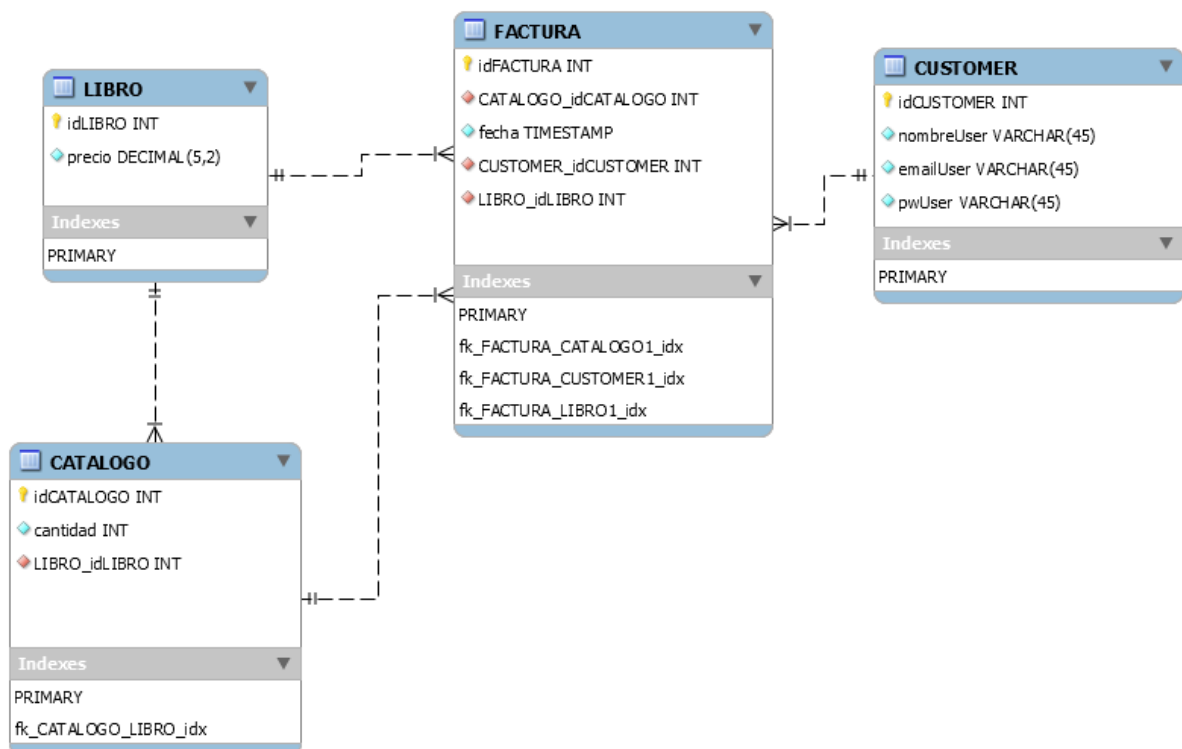 LIBRO
idLIBRO INT
precio DECIMAL(5,2)
Indexes
PRIMARY
FACTURA
idFACTURA INT
CATALOGO_idCATALOGO INT
fecha TIMESTAMP
CUSTOMER_idCUSTOMER INT
LIBRO_idLIBRO INT
Indexes
PRIMARY
fk_FACTURA_CATALOGO1_idx
fk_FACTURA_CUSTOMER1_idx
fk_FACTURA_LIBRO1_idx
CUSTOMER
idCUSTOMER INT
nombreUser VARCHAR(45)
emailUser VARCHAR(45)
pwUser VARCHAR(45)
Indexes
PRIMARY
CATALOGO
idCATALOGO INT
cantidad INT
LIBRO_idLIBRO INT
Indexes
PRIMARY
fk_CATALOGO_LIBRO_idx